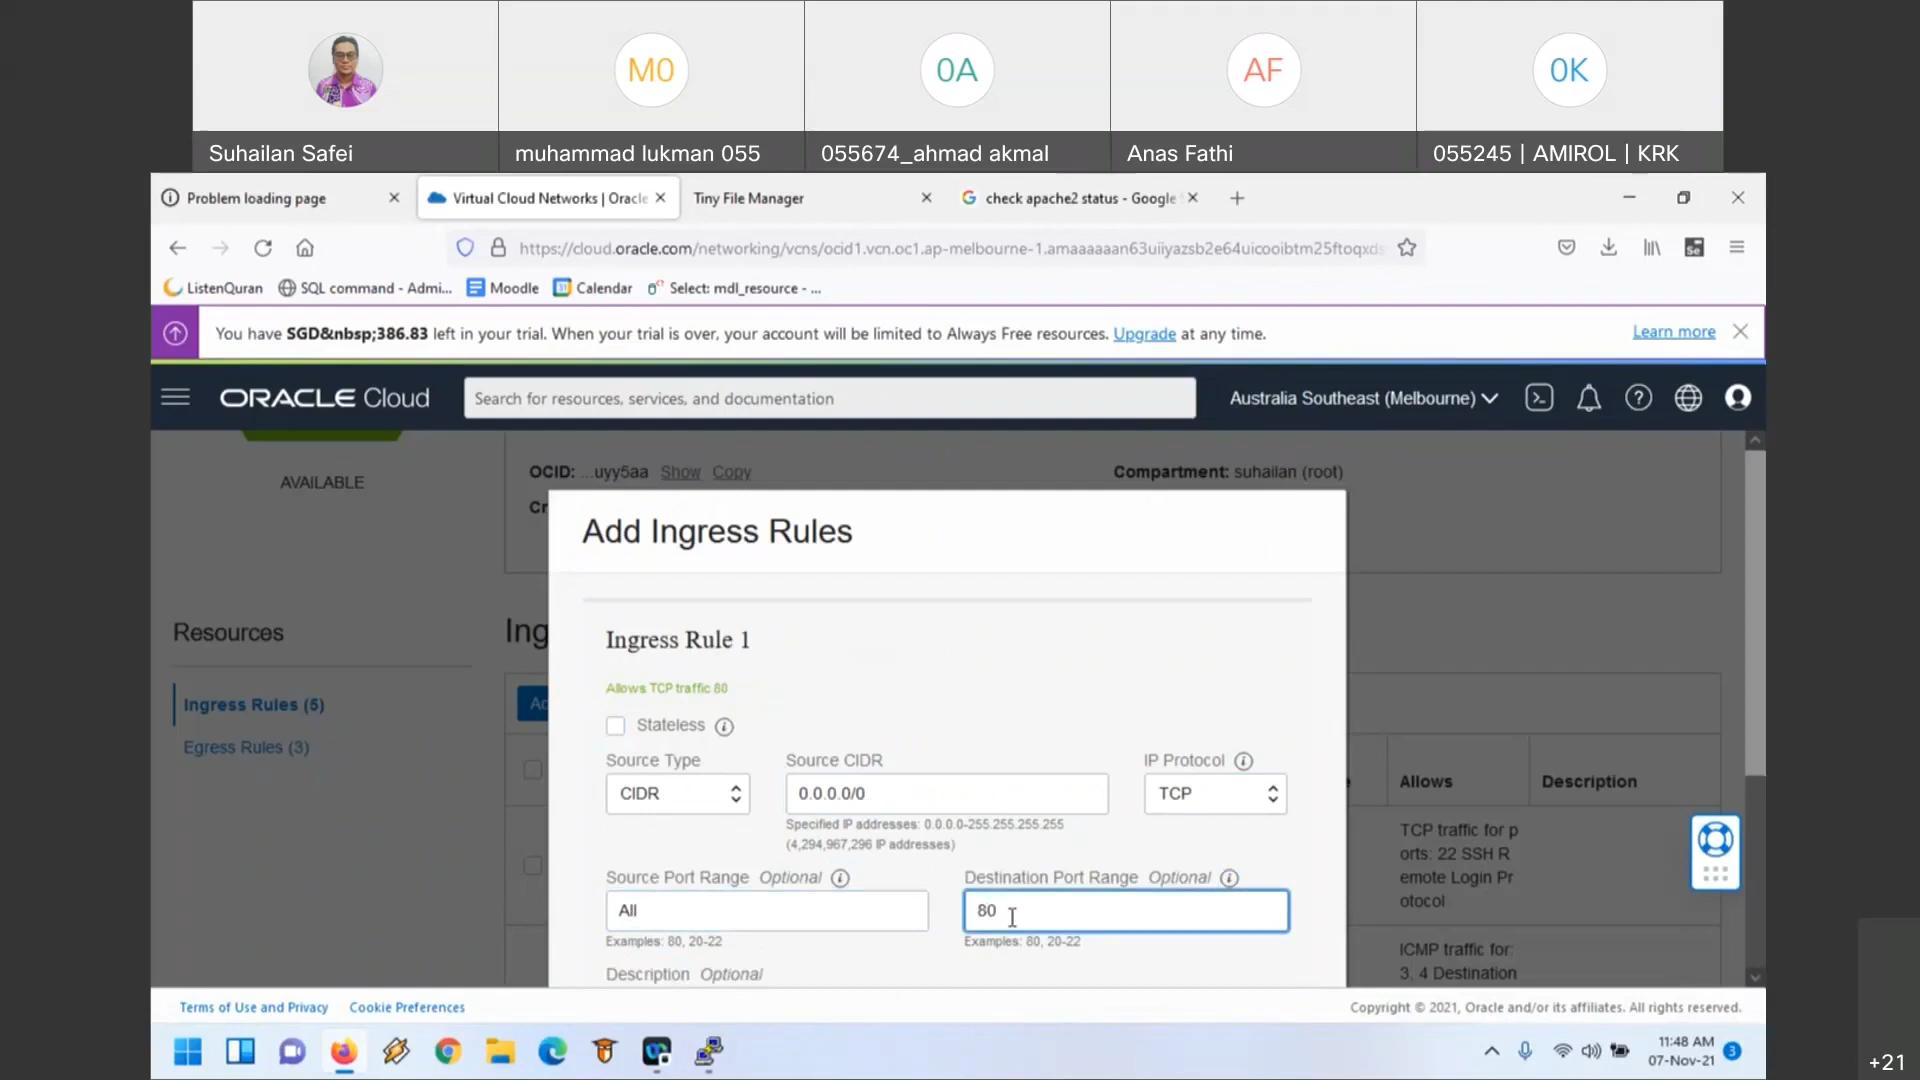 M0
0A
AF
0K
Suhailan Safei
muhammad lukman 055
055674_ahmad akmal
Anas Fathi
055245 | AMIROL | KRK
Problem loading page
Virtual Cloud Networks | Oracle
Tiny File Manager
check apache2 status - Google
https://cloud.oracle.com/networking/vcns/ocid1.vcn.oc1.ap-melbourne-1.amaaaaaan63uiiyazsb2e64uicooibtm25ftoqxds
Se
ListenQuran
SQL command - Admi...
Moodle
Calendar
Select: mdl_resource - ...
You have SGD&nbsp;386.83 left in your trial. When your trial is over, your account will be limited to Always Free resources. Upgrade at any time.
Learn more
ORACLE Cloud
Search for resources, services, and documentation
Australia Southeast (Melbourne)
AVAILABLE
OCID: ...uyy5aa Show Copy
Compartment: suhailan (root)
Cr
Add Ingress Rules
Resources
Ing
Ingress Rules (5)
Egress Rules (3)
Ad
Ingress Rule 1
Allows TCP traffic 80
Stateless
Source Type
Source CIDR
IP Protocol
CIDR
0.0.0.0/0
TCP
Specified IP addresses: 0.0.0.0-255.255.255.255
(4,294,967,296 IP addresses)
Source Port Range Optional
Destination Port Range Optional
All
80
Examples: 80, 20-22
Examples: 80, 20-22
Description Optional
Allows
Description
TCP traffic for p
orts: 22 SSH R
emote Login Pr
otocol
ICMP traffic for:
3, 4 Destination
Terms of Use and Privacy
Cookie Preferences
Copyright © 2021, Oracle and/or its affiliates. All rights reserved.
11:48 AM
07-Nov-21
3
+21